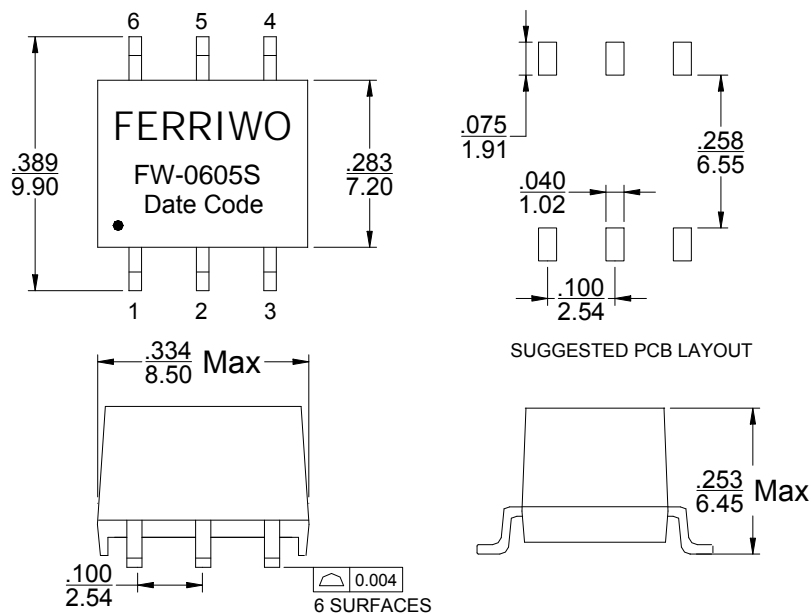 6 5 4
FERRIWO
FW-0605S
Date Code
.389
9.90
.283
7.20
1 2 3
.075
1.91
.040
1.02
.258
6.55
.100
2.54
SUGGESTED PCB LAYOUT
.334
8.50
Max
.100
2.54
0.004
6 SURFACES
.253
6.45
Max